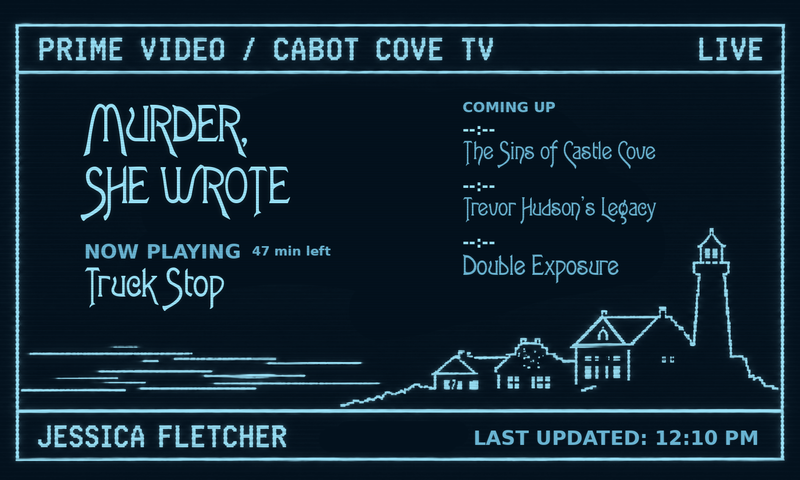 PRIME VIDEO / CABOT COVE TV
LIVE
MURDER,
SHE WROTE
NOW PLAYING 47 min left
Truck Stop
COMING UP
--:--
The Sins of Castle Cove
--:--
Trevor Hudson's Legacy
--:--
Double Exposure
JESSICA FLETCHER
LAST UPDATED: 12:10 PM